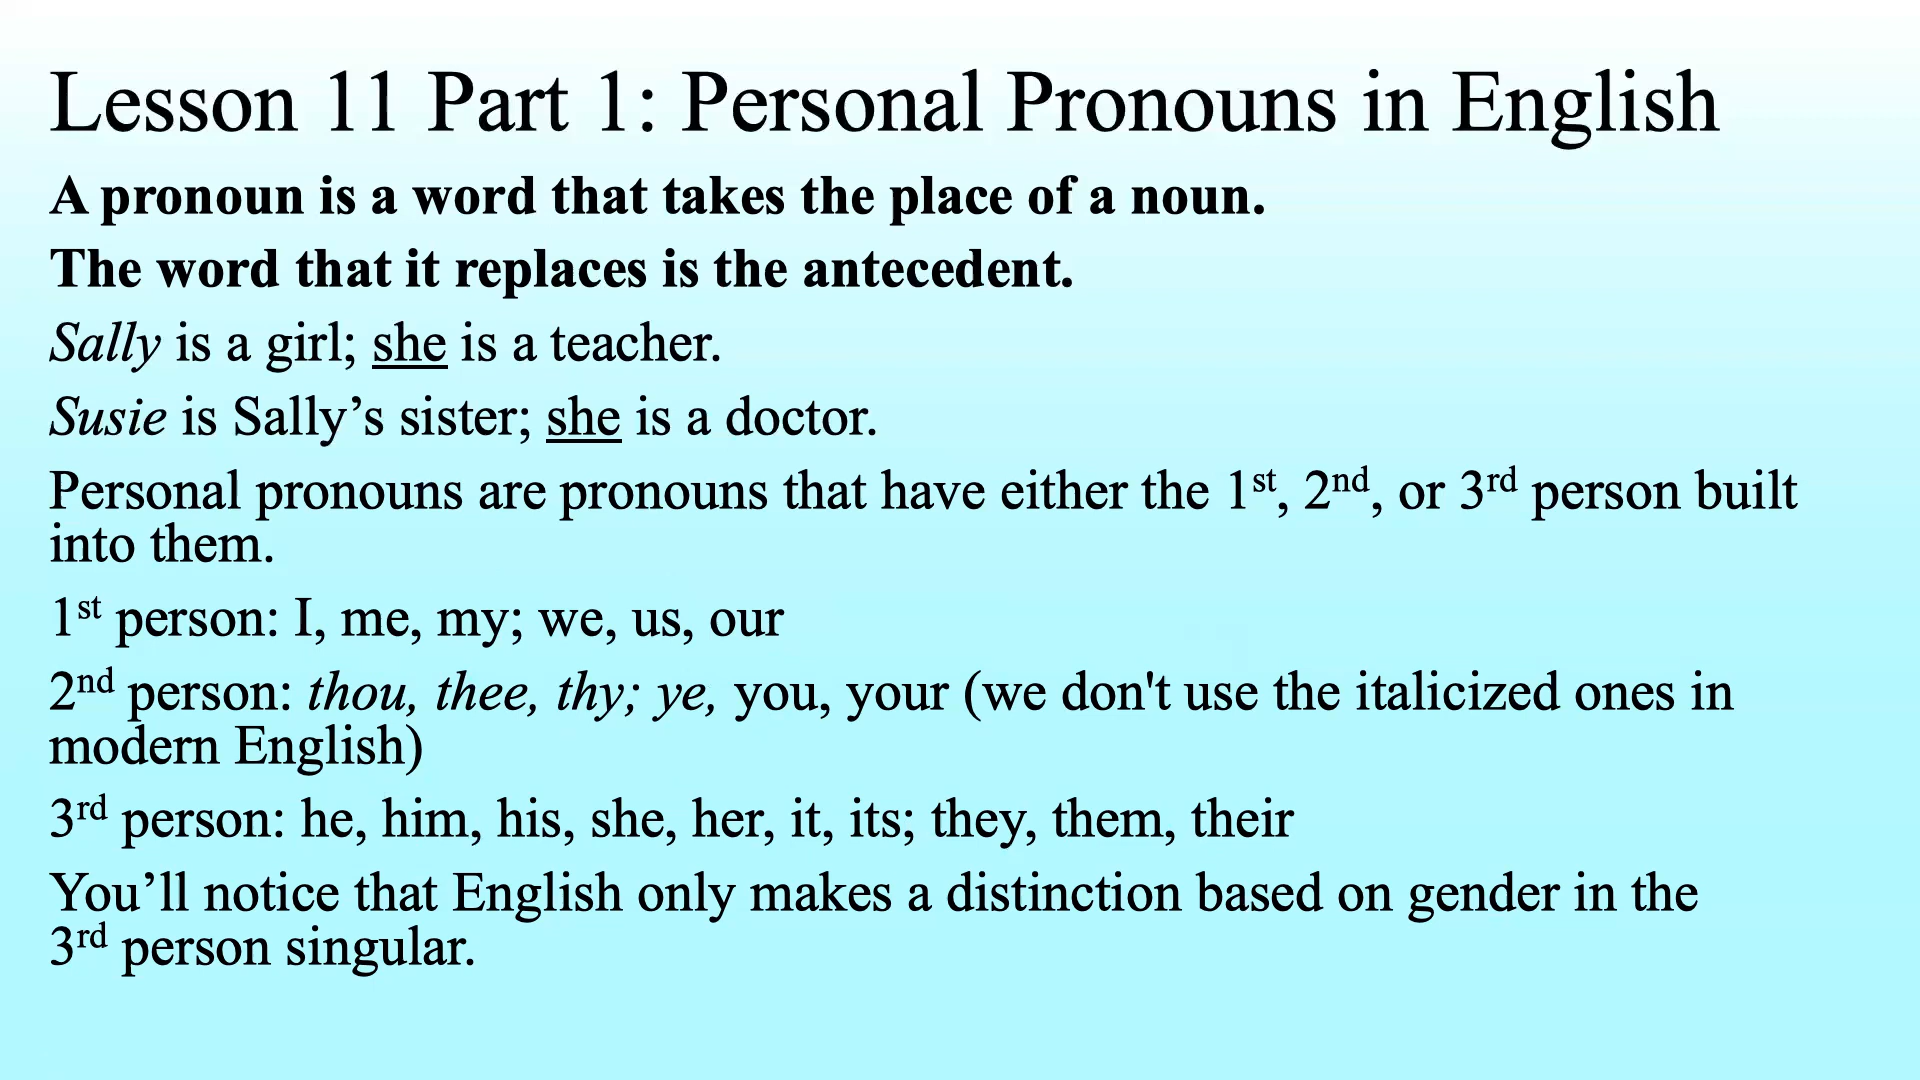 Lesson 11 Part 1: Personal Pronouns in English
A pronoun is a word that takes the place of a noun.
The word that it replaces is the antecedent.
Sally is a girl; she is a teacher.
Susie is Sally’s sister; she is a doctor.
Personal pronouns are pronouns that have either the 1st, 2nd, or 3rd person built
into them.
1st person: I, me, my; we, us, our
2nd person: thou, thee, thy; ye, you, your (we don't use the italicized ones in
modern English)
3rd person: he, him, his, she, her, it, its; they, them, their
You’ll notice that English only makes a distinction based on gender in the
3rd person singular.